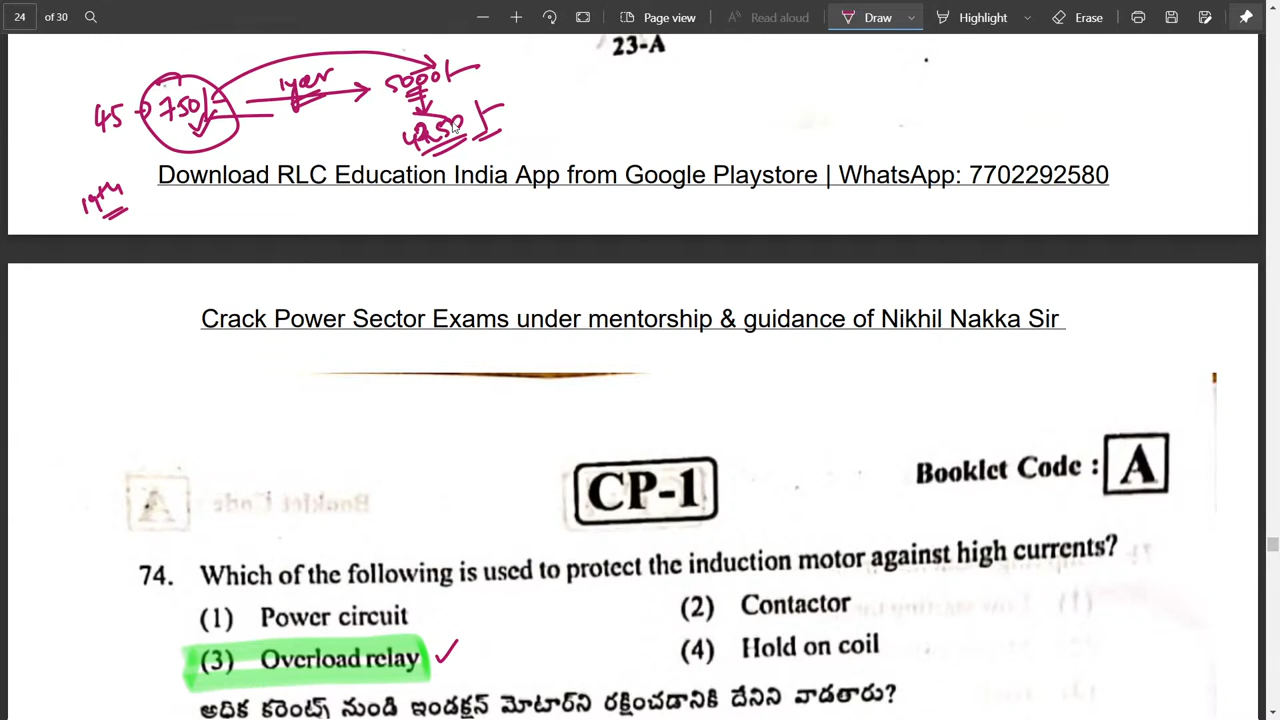 24 of 30 Page view Read aloud Draw Highlight Erase
23-A
1year
5000/-
45 → 750/-
4250
Download RLC Education India App from Google Playstore | WhatsApp: 7702292580
Crack Power Sector Exams under mentorship & guidance of Nikhil Nakka Sir
CP-1
Booklet Code : A
74. Which of the following is used to protect the induction motor against high currents?
(1) Power circuit (2) Contactor
(3) Overload relay (4) Hold on coil
అధిక కరెంట్స్ నుండి ఇండక్షన్ మోటార్‌ని రక్షించడానికి దేనిని వాడతారు?